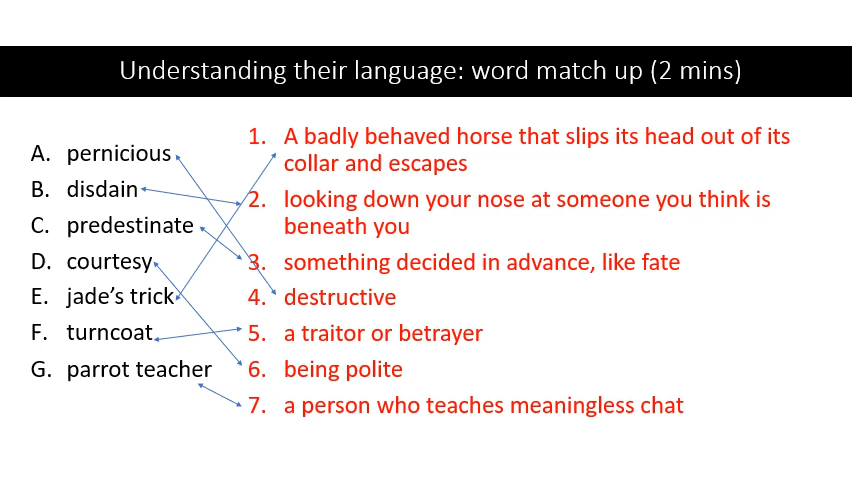 Understanding their language: word match up (2 mins)
A. pernicious
B. disdain
C. predestinate
D. courtesy
E. jade’s trick
F. turncoat
G. parrot teacher
1. A badly behaved horse that slips its head out of its
collar and escapes
2. looking down your nose at someone you think is
beneath you
3. something decided in advance, like fate
4. destructive
5. a traitor or betrayer
6. being polite
7. a person who teaches meaningless chat